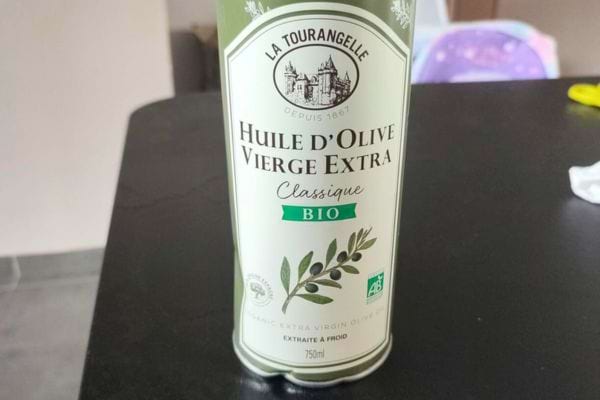 LA TOURANGELLE
DEPUIS 1867
HUILE D'OLIVE
VIERGE EXTRA
Classique
BIO
AB
ORGANIC EXTRA VIRGIN OLIVE OIL
EXTRAITE À FROID
750ml